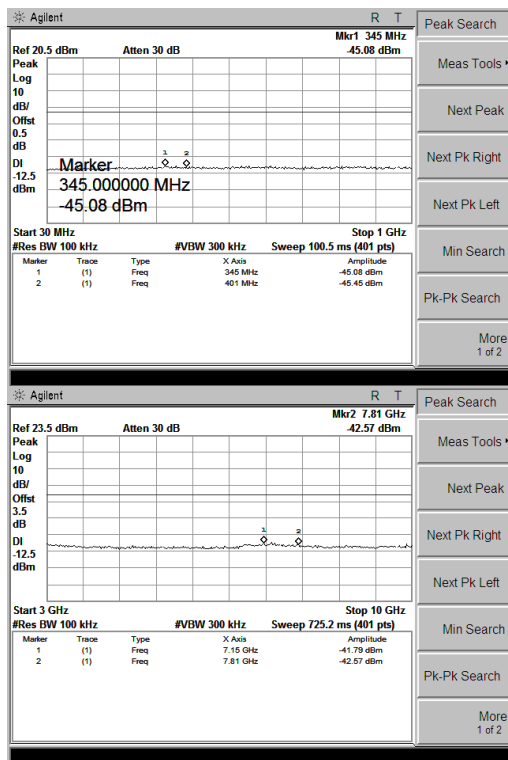 Agilent R T
Peak Search
Mkr1 345 MHz
Ref 20.5 dBm Atten 30 dB -45.08 dBm
Peak
Log
10
dB/
Offst
0.5
dB
DI
-12.5
dBm
1 2
Marker
345.000000 MHz
-45.08 dBm
Start 30 MHz Stop 1 GHz
#Res BW 100 kHz #VBW 300 kHz Sweep 100.5 ms (401 pts)
Marker Trace Type X Axis Amplitude
1 (1) Freq 345 MHz -45.08 dBm
2 (1) Freq 401 MHz -45.45 dBm
Meas Tools
Next Peak
Next Pk Right
Next Pk Left
Min Search
Pk-Pk Search
More
1 of 2
Agilent R T
Peak Search
Mkr2 7.81 GHz
Ref 23.5 dBm Atten 30 dB -42.57 dBm
Peak
Log
10
dB/
Offst
3.5
dB
DI
-12.5
dBm
1 2
Start 3 GHz Stop 10 GHz
#Res BW 100 kHz #VBW 300 kHz Sweep 725.2 ms (401 pts)
Marker Trace Type X Axis Amplitude
1 (1) Freq 7.15 GHz -41.79 dBm
2 (1) Freq 7.81 GHz -42.57 dBm
Meas Tools
Next Peak
Next Pk Right
Next Pk Left
Min Search
Pk-Pk Search
More
1 of 2